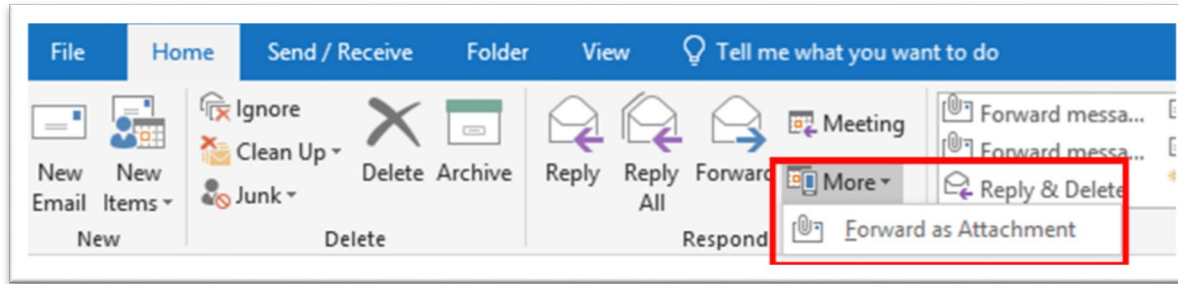 File Home Send / Receive Folder View Tell me what you want to do
Ignore
Clean Up
Junk
New Email
New Items
Delete
Archive
Reply
Reply All
Forward
Meeting
More
Forward messa...
Forward messa...
Reply & Delete
New Delete Respond
Forward as Attachment